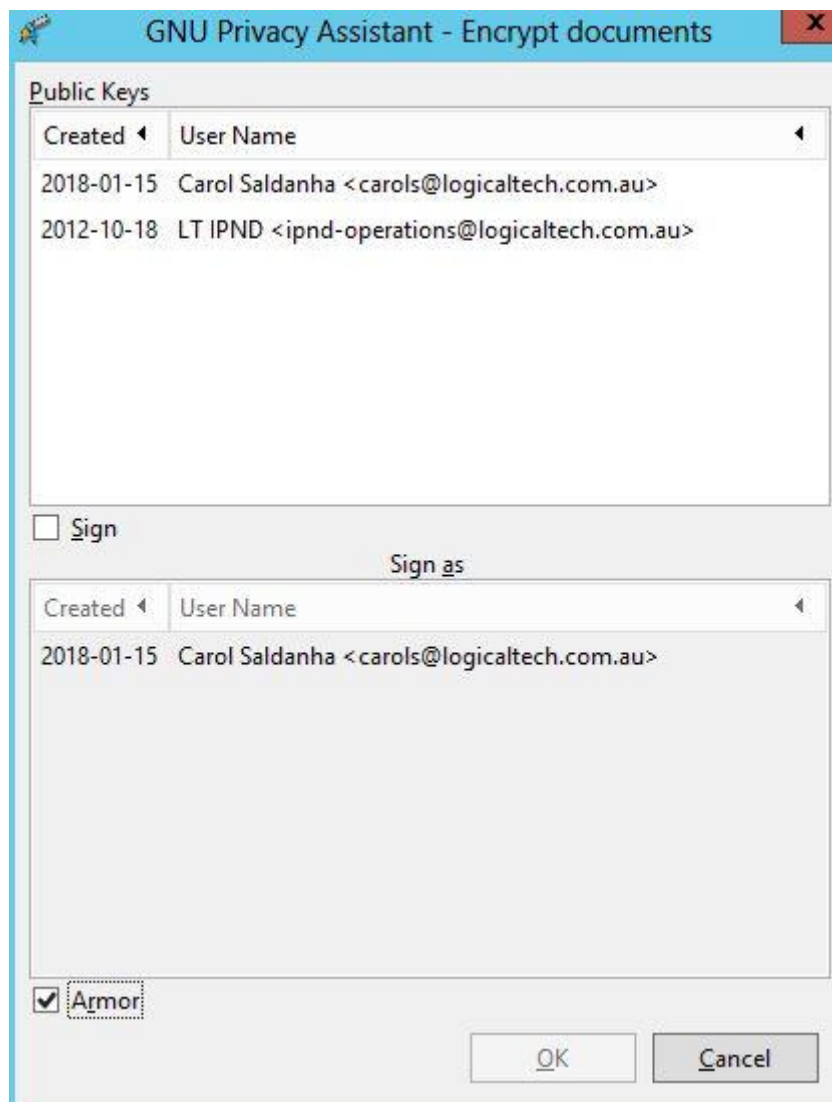 GNU Privacy Assistant - Encrypt documents
Public Keys
Created User Name
2018-01-15 Carol Saldanha <carols@logicaltech.com.au>
2012-10-18 LT IPND <ipnd-operations@logicaltech.com.au>
Sign
Sign as
Created User Name
2018-01-15 Carol Saldanha <carols@logicaltech.com.au>
Armor
OK Cancel